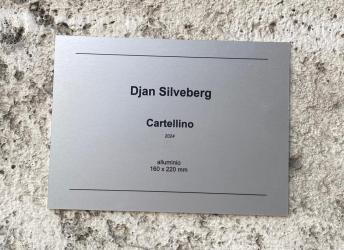 Djan Silveberg
Cartellino
2024
alluminio
160 x 220 mm